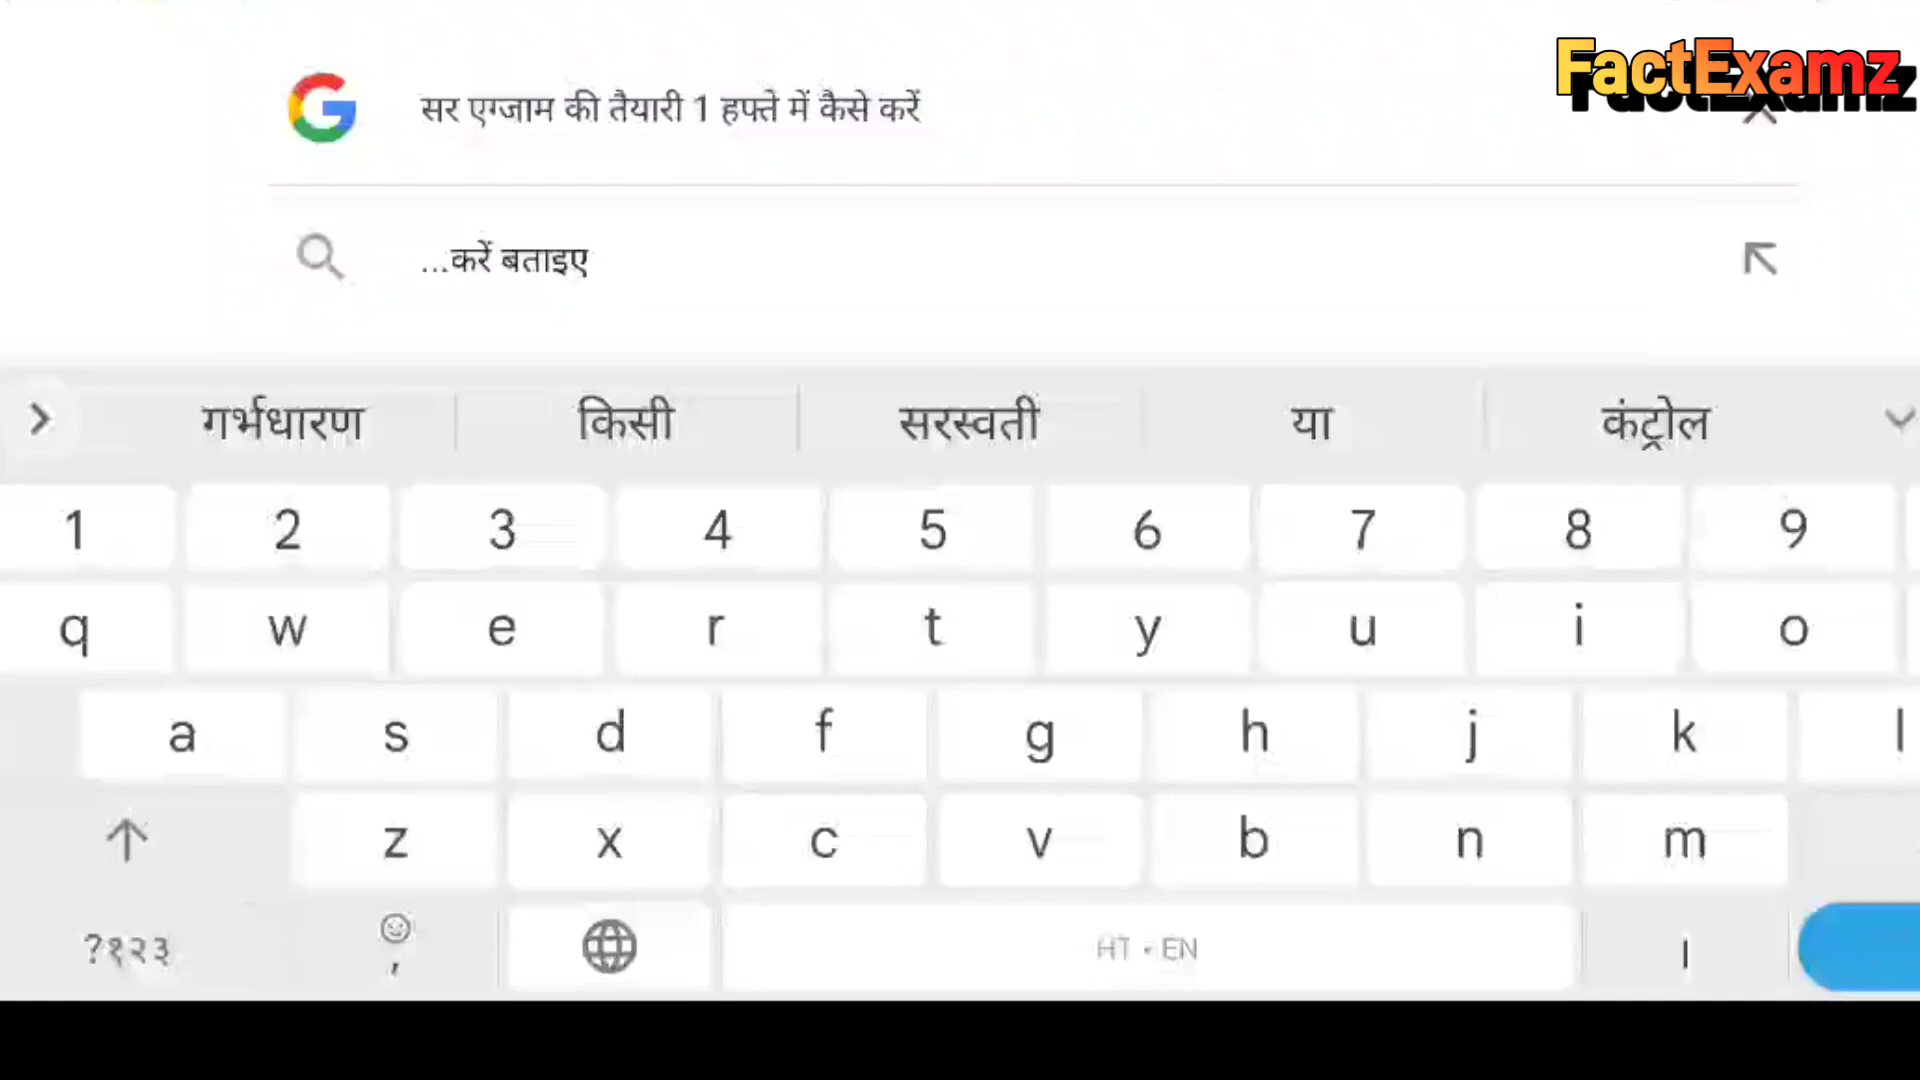 FactExamz
सर एग्जाम की तैयारी 1 हफ्ते में कैसे करें
...करें बताइए
गर्भधारण किसी सरस्वती या कंट्रोल
1 2 3 4 5 6 7 8 9
q w e r t y u i o
a s d f g h j k l
z x c v b n m
?१२३ , HT • EN ।